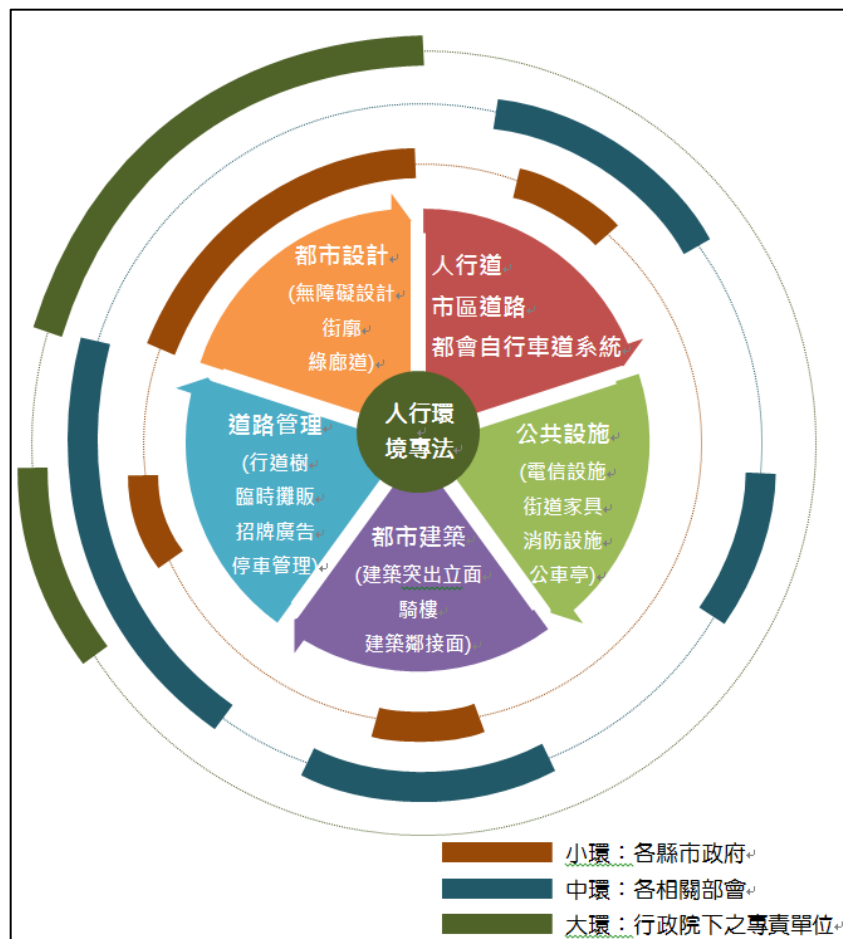 都市設計
(無障礙設計
街廓
綠廊道)
人行道
市區道路
都會自行車道系統
人行環
境專法
道路管理
(行道樹
臨時攤販
招牌廣告
停車管理)
公共設施
(電信設施
街道家具
消防設施
公車亭)
都市建築
(建築突出立面
騎樓
建築鄰接面)
小環：各縣市政府
中環：各相關部會
大環：行政院下之專責單位